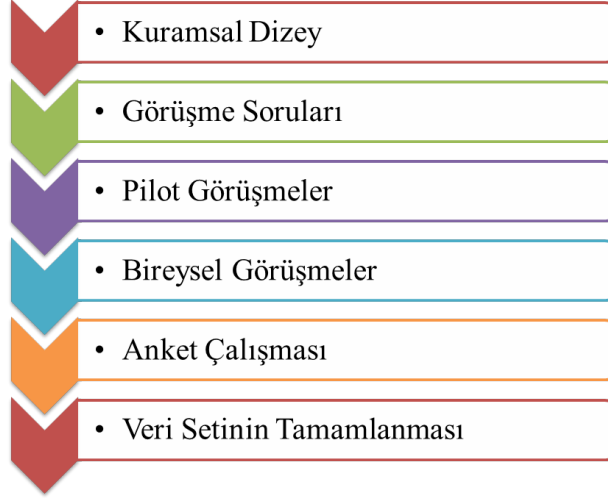 • Kuramsal Dizey
• Görüşme Soruları
• Pilot Görüşmeler
• Bireysel Görüşmeler
• Anket Çalışması
• Veri Setinin Tamamlanması